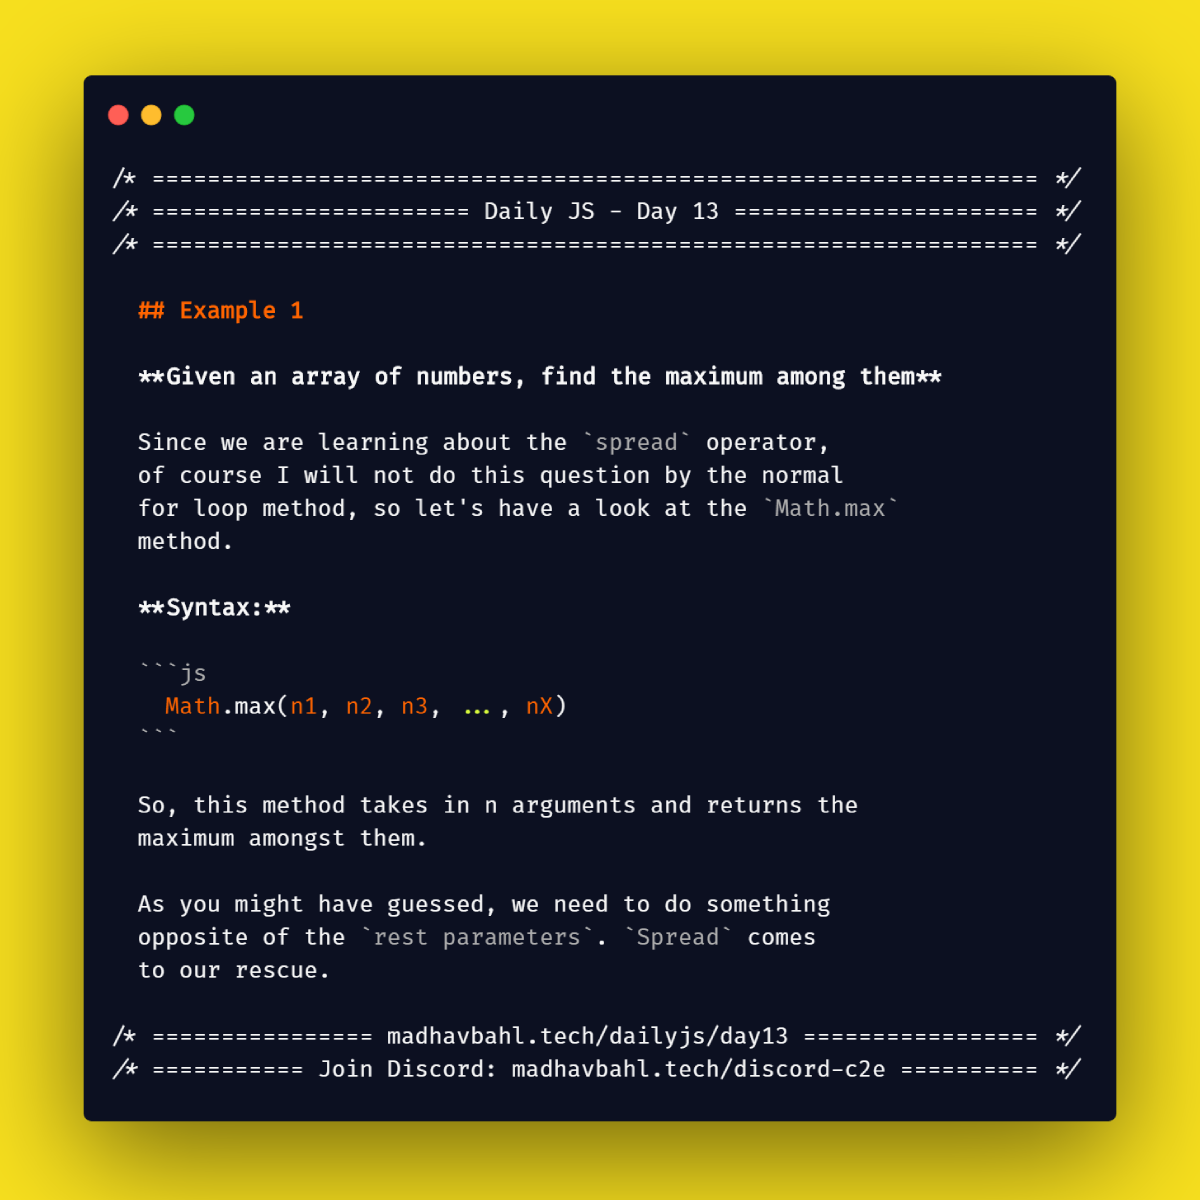 /* ================================================================ */
/* ======================= Daily JS - Day 13 ====================== */
/* ================================================================ */
## Example 1
**Given an array of numbers, find the maximum among them**
Since we are learning about the `spread` operator,
of course I will not do this question by the normal
for loop method, so let's have a look at the `Math.max`
method.
**Syntax:**
```js
Math.max(n1, n2, n3, ..., nX)
```
So, this method takes in n arguments and returns the
maximum amongst them.
As you might have guessed, we need to do something
opposite of the `rest parameters`. `Spread` comes
to our rescue.
/* ================ madhavbahl.tech/dailyjs/day13 ================= */
/* =========== Join Discord: madhavbahl.tech/discord-c2e ========== */